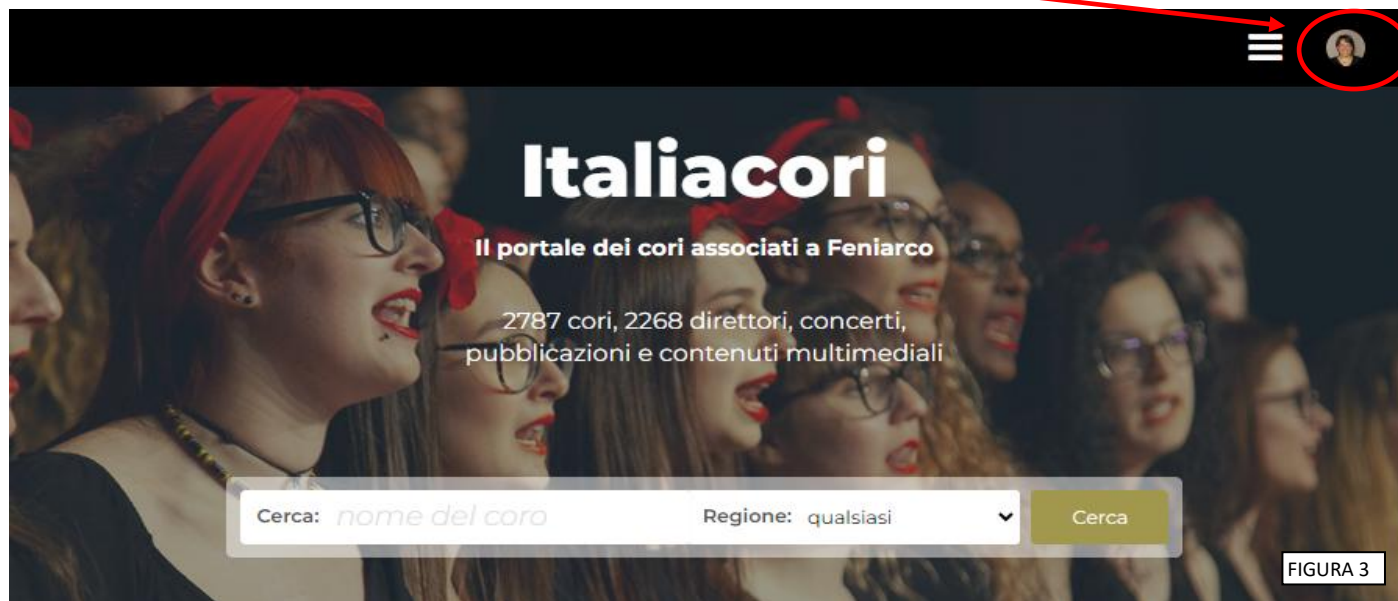 Italiacori
Il portale dei cori associati a Feniarco
2787 cori, 2268 direttori, concerti,
pubblicazioni e contenuti multimediali
Cerca: nome del coro Regione: qualsiasi Cerca
FIGURA 3